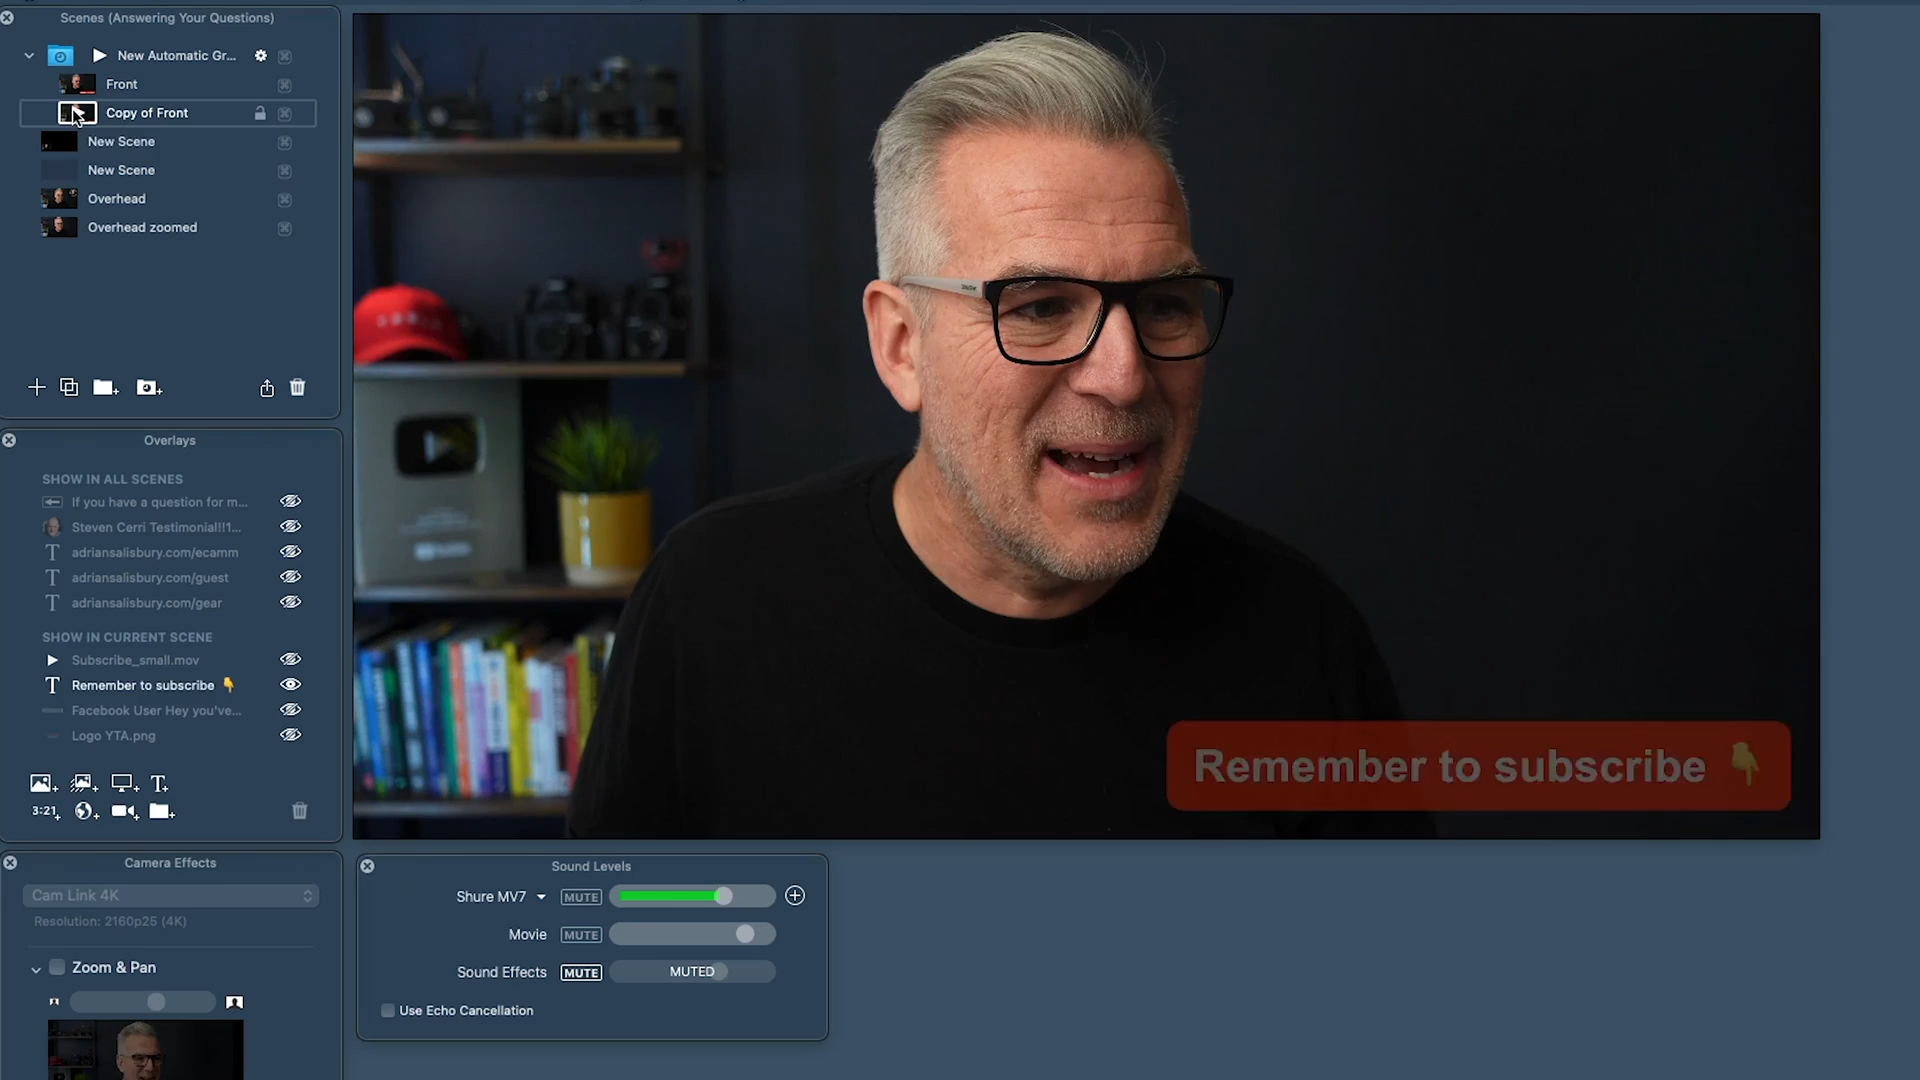 Scenes (Answering Your Questions)
New Automatic Gr...
Front
Copy of Front
New Scene
New Scene
Overhead
Overhead zoomed
Overlays
SHOW IN ALL SCENES
If you have a question for m...
Steven Cerri Testimonial!!1...
adriansalisbury.com/ecamm
adriansalisbury.com/guest
adriansalisbury.com/gear
SHOW IN CURRENT SCENE
Subscribe_small.mov
Remember to subscribe 👇
Facebook User Hey you've...
Logo YTA.png
3:21
Camera Effects
Cam Link 4K
Resolution: 2160p25 (4K)
Zoom & Pan
Remember to subscribe 👇
Sound Levels
Shure MV7 MUTE
Movie MUTE
Sound Effects MUTE MUTED
Use Echo Cancellation